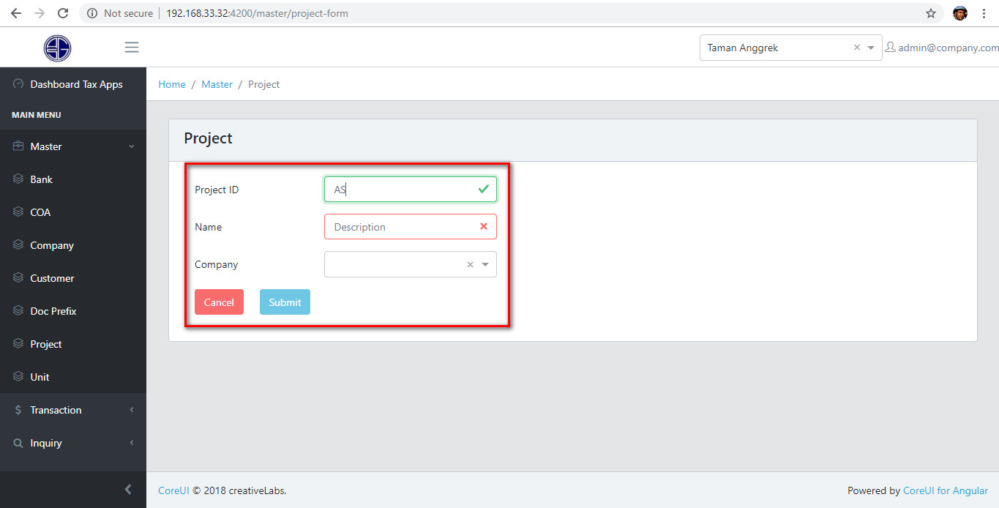 Not secure | 192.168.33.32:4200/master/project-form
Taman Anggrek
admin@company.com
Dashboard Tax Apps
MAIN MENU
Master
Bank
COA
Company
Customer
Doc Prefix
Project
Unit
Transaction
Inquiry
Home / Master / Project
Project
Project ID AS
Name Description
Company
Cancel Submit
CoreUI © 2018 creativeLabs.
Powered by CoreUI for Angular